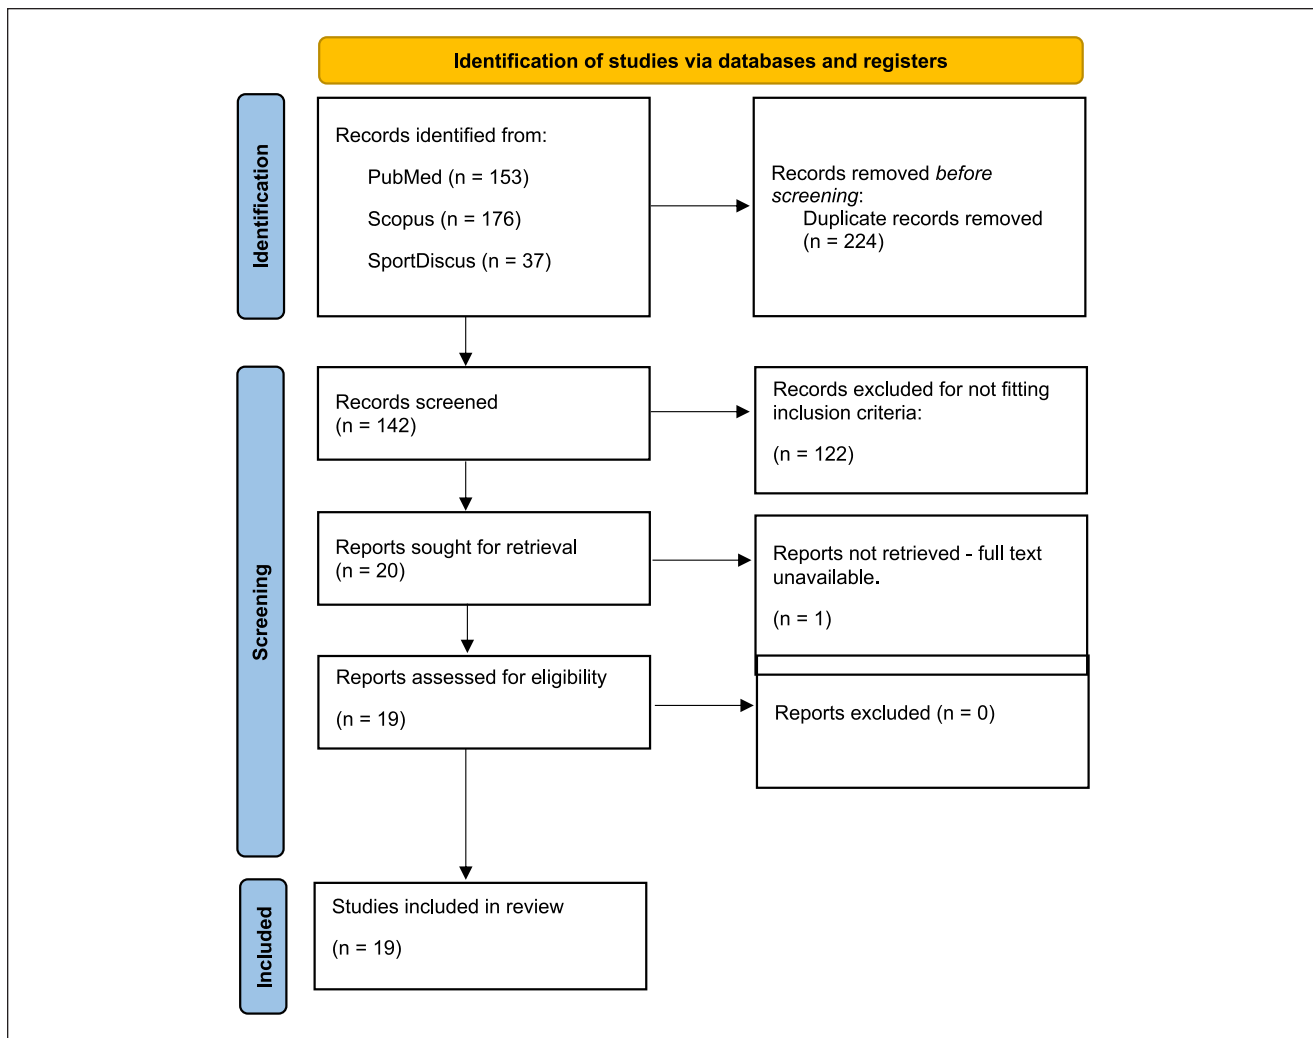 Identification of studies via databases and registers
Identification
Records identified from:
PubMed (n = 153)
Scopus (n = 176)
SportDiscus (n = 37)
Records removed before
screening:
Duplicate records removed
(n = 224)
Screening
Records screened
(n = 142)
Records excluded for not fitting
inclusion criteria:
(n = 122)
Reports sought for retrieval
(n = 20)
Reports not retrieved - full text
unavailable.
(n = 1)
Reports assessed for eligibility
(n = 19)
Reports excluded (n = 0)
Included
Studies included in review
(n = 19)